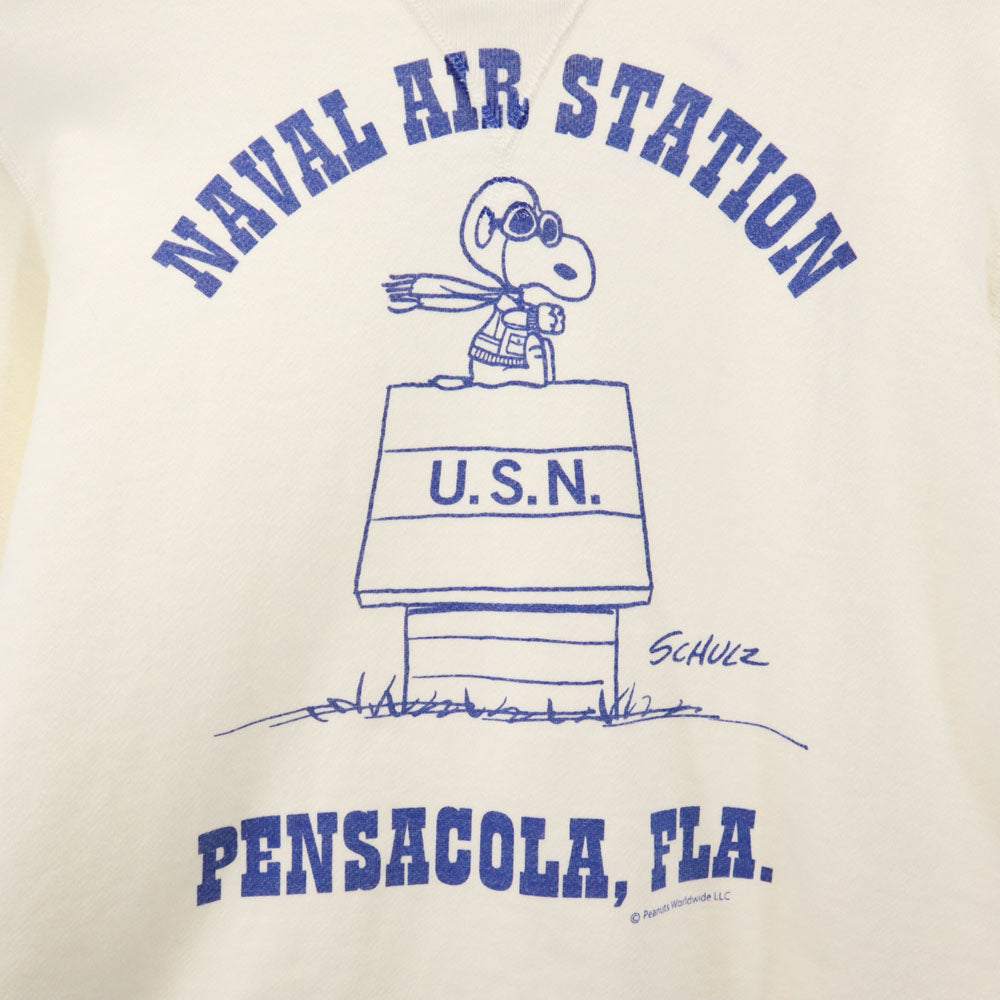 NAVAL AIR STATION
U.S.N.
SCHULZ
PENSACOLA, FLA.
© Peanuts Worldwide LLC